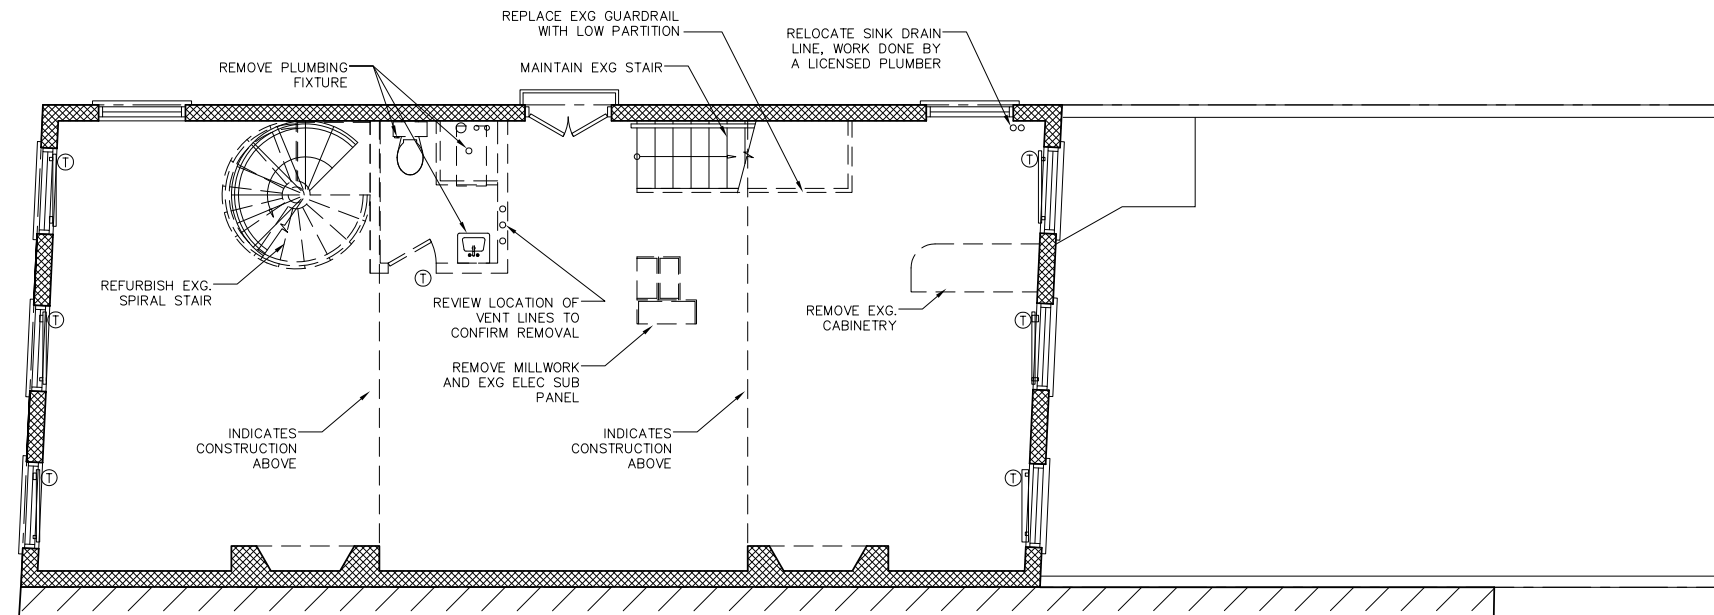 REPLACE EXG GUARDRAIL
WITH LOW PARTITION
RELOCATE SINK DRAIN
LINE, WORK DONE BY
A LICENSED PLUMBER
REMOVE PLUMBING
FIXTURE
MAINTAIN EXG STAIR
T
T
T
REFURBISH EXG.
SPIRAL STAIR
REVIEW LOCATION OF
VENT LINES TO
CONFIRM REMOVAL
REMOVE EXG.
CABINETRY
T
T
REMOVE MILLWORK
AND EXG ELEC SUB
PANEL
INDICATES
CONSTRUCTION
ABOVE
INDICATES
CONSTRUCTION
ABOVE
T
T